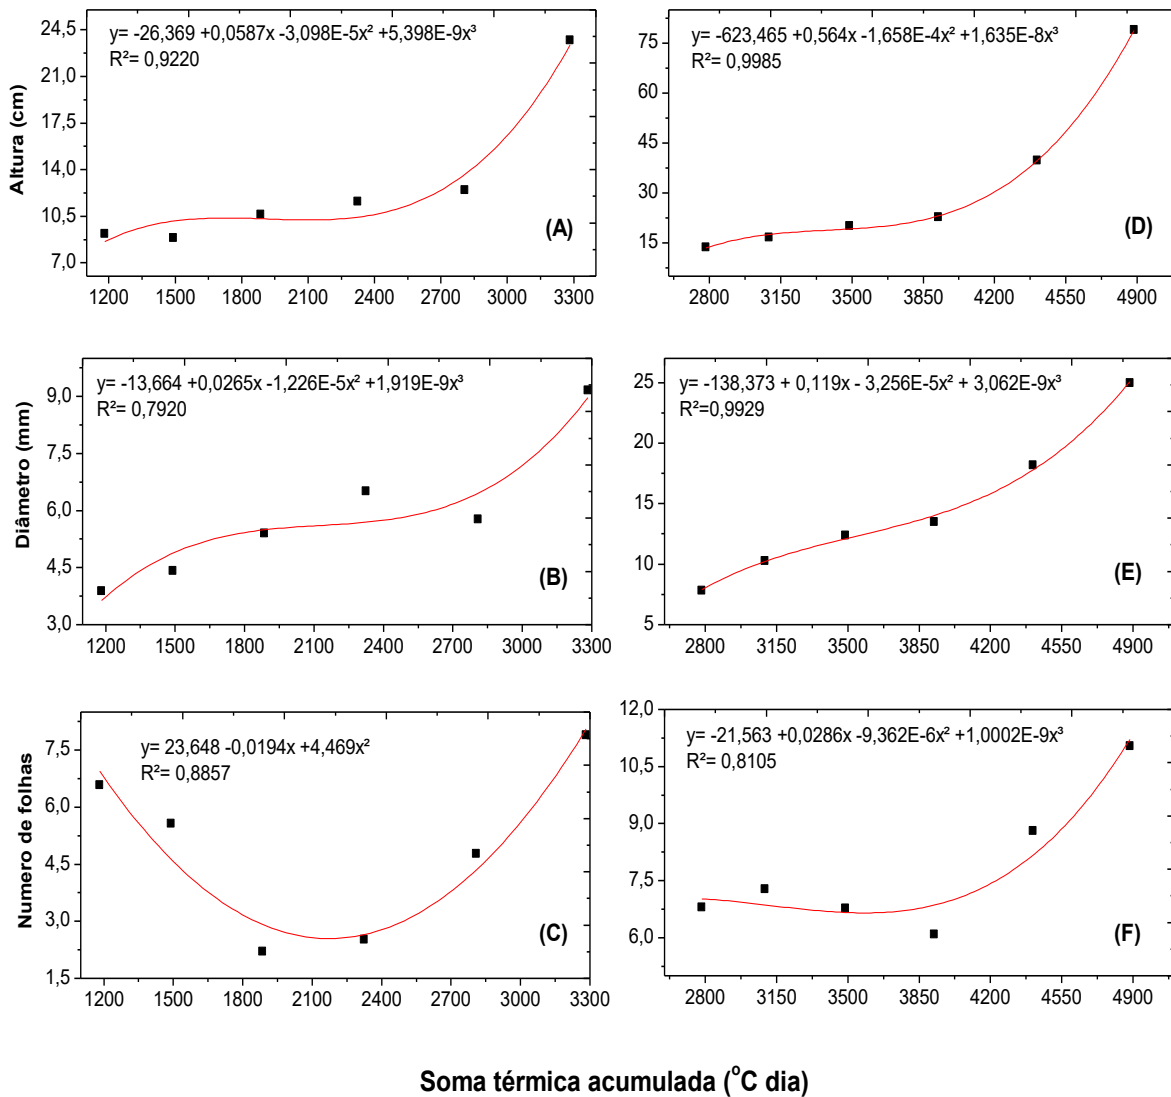 y= -26,369 +0,0587x -3,098E-5x² +5,398E-9x³
R²= 0,9220
24,5
21,0
17,5
14,0
10,5
7,0
Altura (cm)
(A)
1200 1500 1800 2100 2400 2700 3000 3300
y= -623,465 +0,564x -1,658E-4x² +1,635E-8x³
R²= 0,9985
75
60
45
30
15
(D)
2800 3150 3500 3850 4200 4550 4900
y= -13,664 +0,0265x -1,226E-5x² +1,919E-9x³
R²= 0,7920
9,0
7,5
6,0
4,5
3,0
Diâmetro (mm)
(B)
1200 1500 1800 2100 2400 2700 3000 3300
y= -138,373 + 0,119x - 3,256E-5x² + 3,062E-9x³
R²=0,9929
25
20
15
10
5
(E)
2800 3150 3500 3850 4200 4550 4900
y= 23,648 -0,0194x +4,469x²
R²= 0,8857
7,5
6,0
4,5
3,0
1,5
Numero de folhas
(C)
1200 1500 1800 2100 2400 2700 3000 3300
y= -21,563 +0,0286x -9,362E-6x² +1,0002E-9x³
R²= 0,8105
12,0
10,5
9,0
7,5
6,0
(F)
2800 3150 3500 3850 4200 4550 4900
Soma térmica acumulada (°C dia)